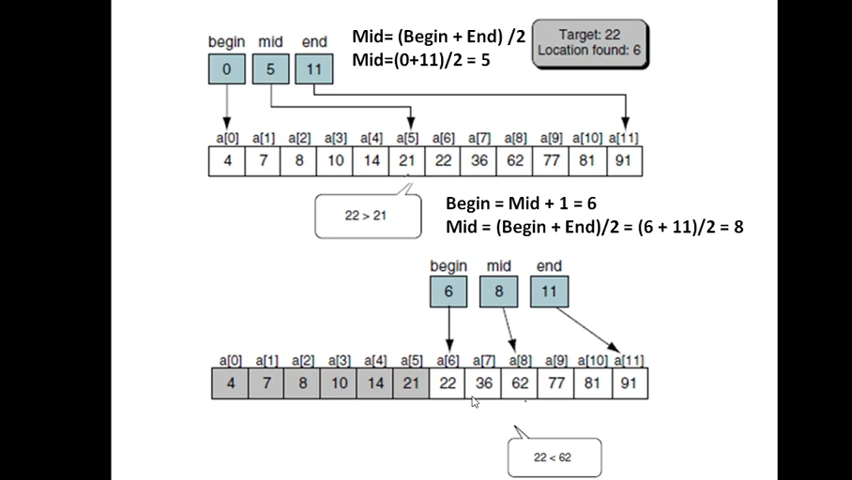 begin mid end
Mid= (Begin + End) /2
Mid=(0+11)/2 = 5
Target: 22
Location found: 6
0 5 11
a[0] a[1] a[2] a[3] a[4] a[5] a[6] a[7] a[8] a[9] a[10] a[11]
4 7 8 10 14 21 22 36 62 77 81 91
22 > 21
Begin = Mid + 1 = 6
Mid = (Begin + End)/2 = (6 + 11)/2 = 8
begin mid end
6 8 11
a[0] a[1] a[2] a[3] a[4] a[5] a[6] a[7] a[8] a[9] a[10] a[11]
4 7 8 10 14 21 22 36 62 77 81 91
22 < 62